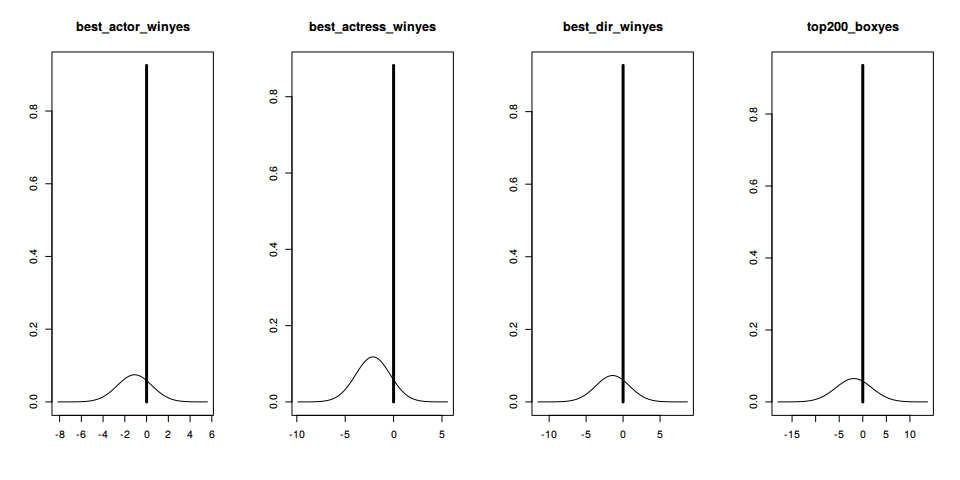 best_actor_winyes
0.0 0.2 0.4 0.6 0.8
-8 -6 -4 -2 0 2 4 6
best_actress_winyes
0.0 0.2 0.4 0.6 0.8
-10 -5 0 5
best_dir_winyes
0.0 0.2 0.4 0.6 0.8
-10 -5 0 5
top200_boxyes
0.0 0.2 0.4 0.6 0.8
-15 -5 0 5 10